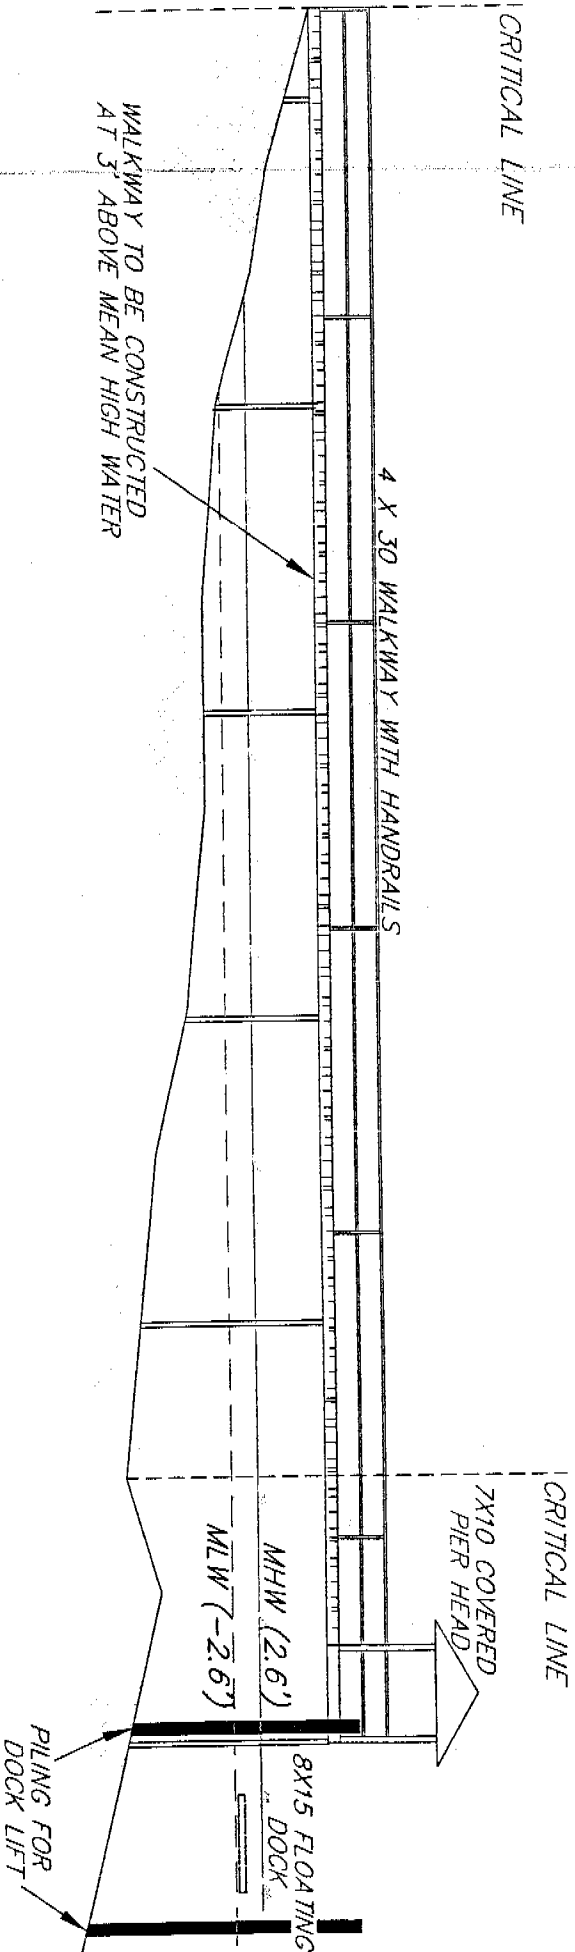 CRITICAL LINE
WALKWAY TO BE CONSTRUCTED
AT 3' ABOVE MEAN HIGH WATER
4 X 30 WALKWAY WITH HANDRAILS
CRITICAL LINE
7X10 COVERED
PIER HEAD
MHW (2.6')
MLW (-2.6')
8X15 FLOATING
DOCK
PILING FOR
DOCK LIFT